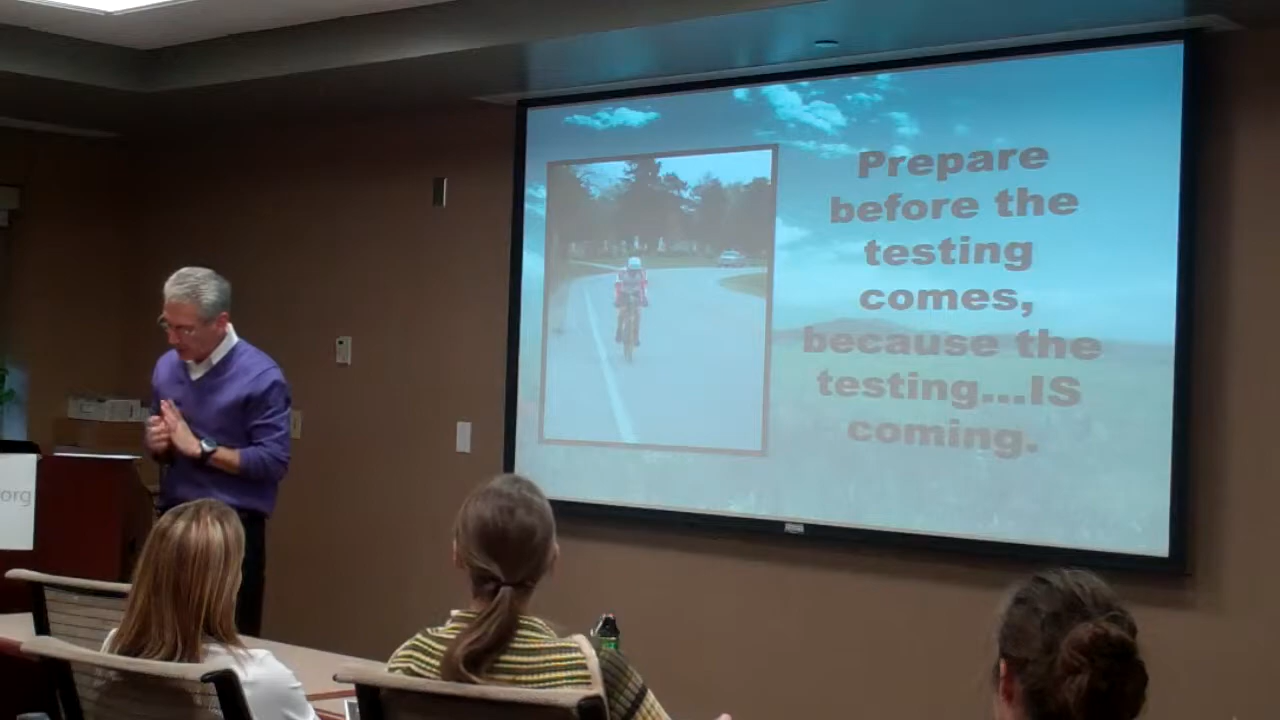 Prepare
before the
testing
comes,
because the
testing...IS
coming.
org